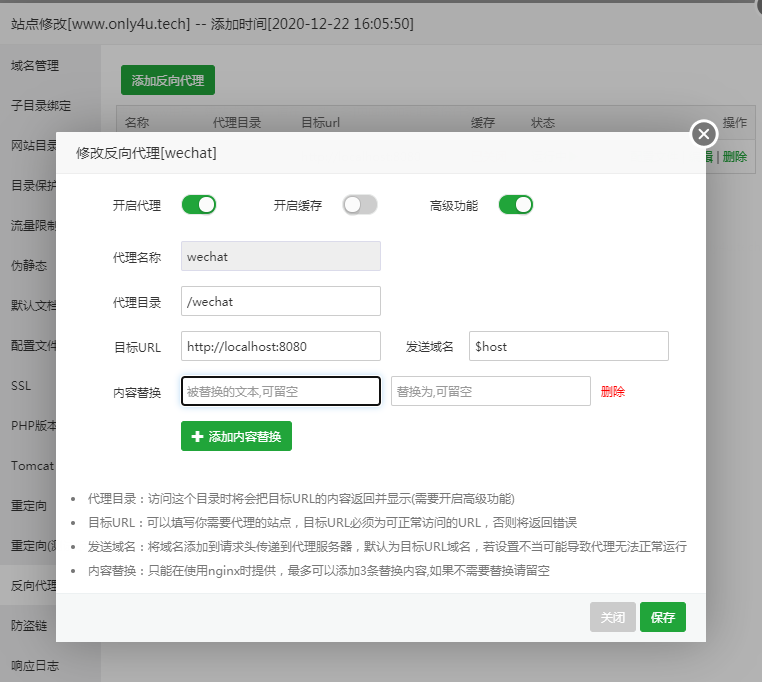 站点修改[www.only4u.tech] -- 添加时间[2020-12-22 16:05:50]
域名管理
子目录绑定
网站目录
目录保护
流量限制
伪静态
默认文档
配置文件
SSL
PHP版本
Tomcat
重定向
重定向(测
反向代理
防盗链
响应日志
添加反向代理
名称 代理目录 目标url 缓存 状态 操作
辑 | 删除
修改反向代理[wechat]
开启代理 开启缓存 高级功能
代理名称 wechat
代理目录 /wechat
目标URL http://localhost:8080 发送域名 $host
内容替换 被替换的文本,可留空 替换为,可留空 删除
添加内容替换
代理目录：访问这个目录时将会把目标URL的内容返回并显示(需要开启高级功能)
目标URL：可以填写你需要代理的站点，目标URL必须为可正常访问的URL，否则将返回错误
发送域名：将域名添加到请求头传递到代理服务器，默认为目标URL域名，若设置不当可能导致代理无法正常运行
内容替换：只能在使用nginx时提供，最多可以添加3条替换内容,如果不需要替换请留空
关闭 保存